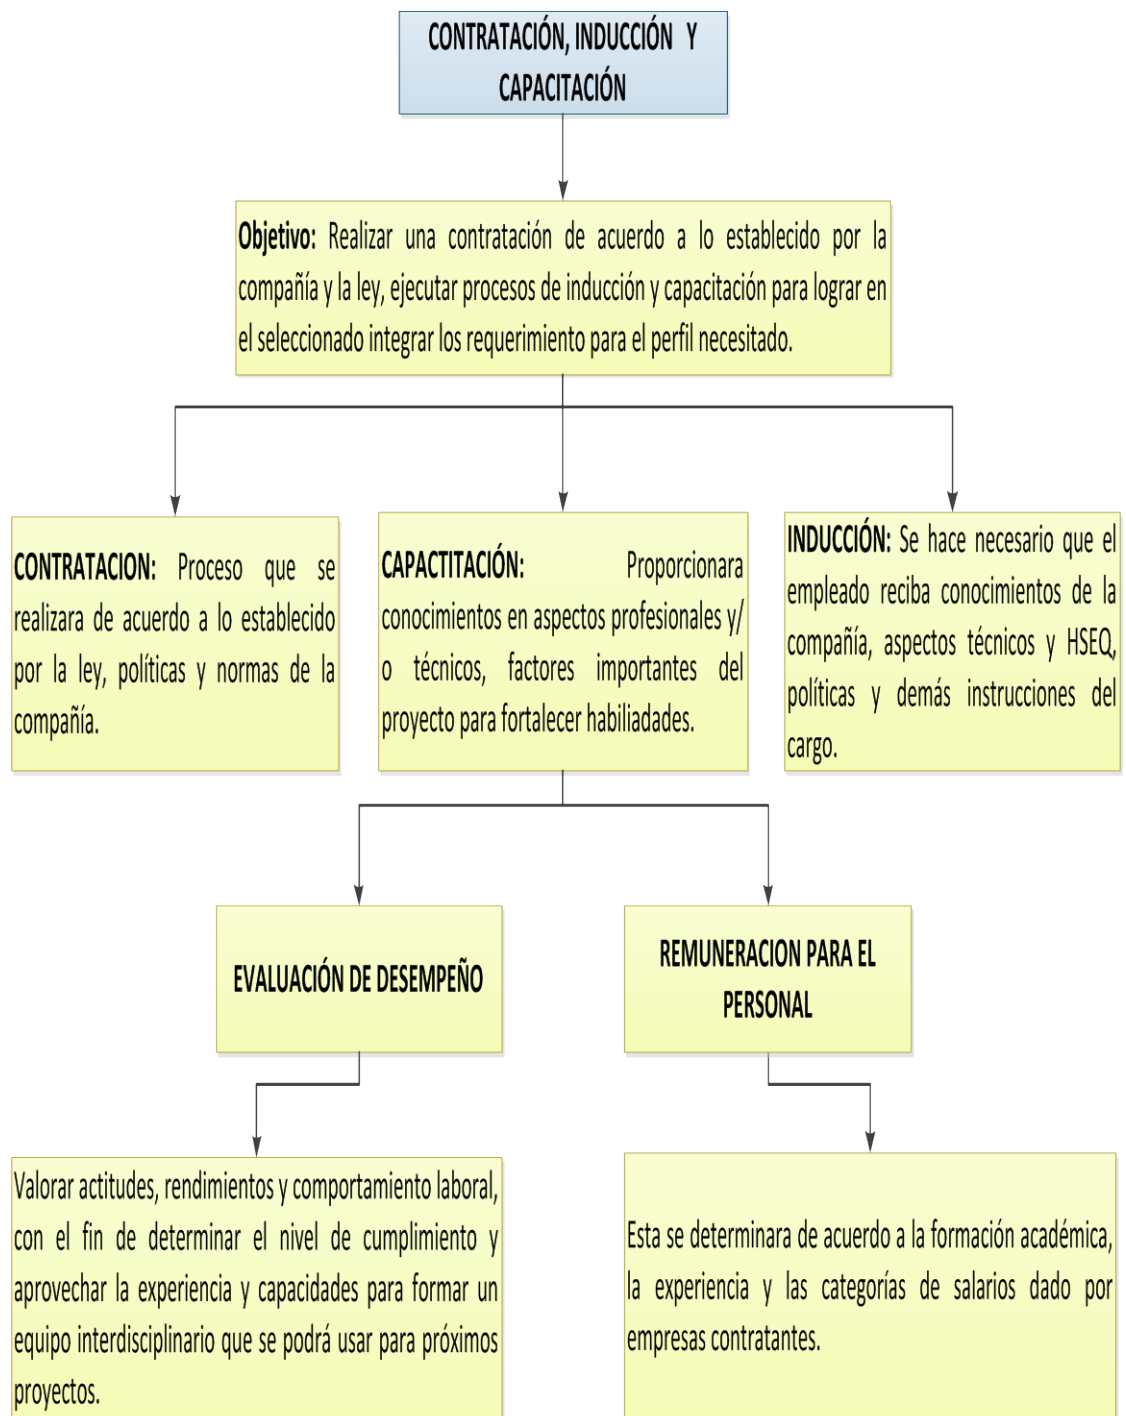 CONTRATACIÓN, INDUCCIÓN Y
CAPACITACIÓN
Objetivo: Realizar una contratación de acuerdo a lo establecido por la
compañía y la ley, ejecutar procesos de inducción y capacitación para lograr en
el seleccionado integrar los requerimiento para el perfil necesitado.
CONTRATACION: Proceso que se
realizara de acuerdo a lo establecido
por la ley, políticas y normas de la
compañía.
CAPACTITACIÓN: Proporcionara
conocimientos en aspectos profesionales y/
o técnicos, factores importantes del
proyecto para fortalecer habiliadades.
INDUCCIÓN: Se hace necesario que el
empleado reciba conocimientos de la
compañía, aspectos técnicos y HSEQ,
políticas y demás instrucciones del
cargo.
EVALUACIÓN DE DESEMPEÑO
REMUNERACION PARA EL
PERSONAL
Valorar actitudes, rendimientos y comportamiento laboral,
con el fin de determinar el nivel de cumplimiento y
aprovechar la experiencia y capacidades para formar un
equipo interdisciplinario que se podrá usar para próximos
proyectos.
Esta se determinara de acuerdo a la formación académica,
la experiencia y las categorías de salarios dado por
empresas contratantes.